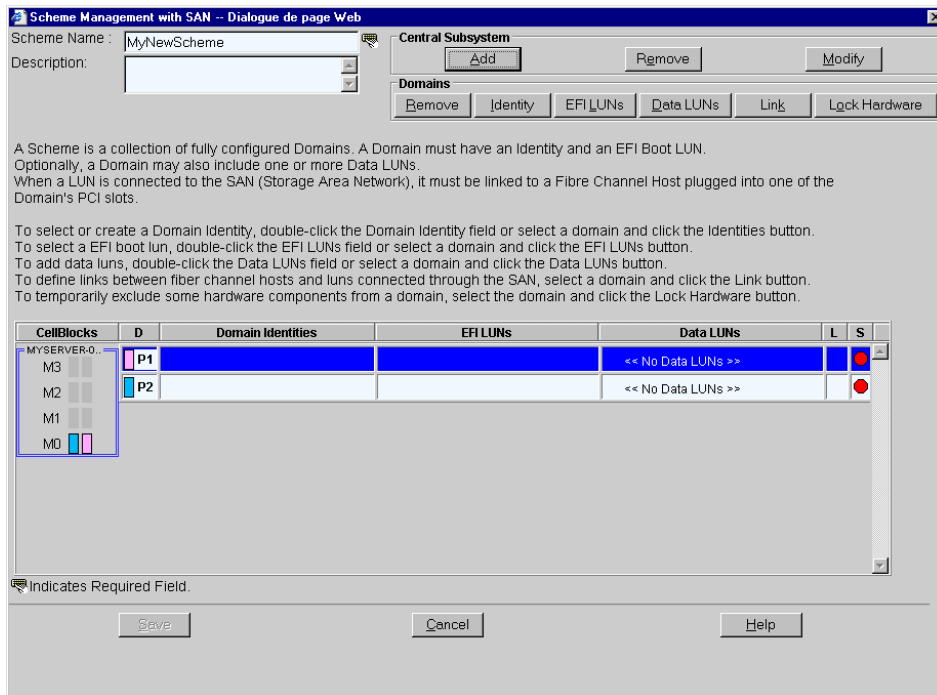 Scheme Management with SAN -- Dialogue de page Web
Scheme Name : MyNewScheme
Description:
Central Subsystem
Add Remove Modify
Domains
Remove Identity EFI LUNs Data LUNs Link Lock Hardware
A Scheme is a collection of fully configured Domains. A Domain must have an Identity and an EFI Boot LUN.
Optionally, a Domain may also include one or more Data LUNs.
When a LUN is connected to the SAN (Storage Area Network), it must be linked to a Fibre Channel Host plugged into one of the
Domain's PCI slots.
To select or create a Domain Identity, double-click the Domain Identity field or select a domain and click the Identities button.
To select a EFI boot lun, double-click the EFI LUNs field or select a domain and click the EFI LUNs button.
To add data luns, double-click the Data LUNs field or select a domain and click the Data LUNs button.
To define links between fiber channel hosts and luns connected through the SAN, select a domain and click the Link button.
To temporarily exclude some hardware components from a domain, select the domain and click the Lock Hardware button.
CellBlocks D Domain Identities EFI LUNs Data LUNs L S
MYSERVER-0..
M3
M2
M1
M0
P1 << No Data LUNs >>
P2 << No Data LUNs >>
Indicates Required Field.
Save Cancel Help